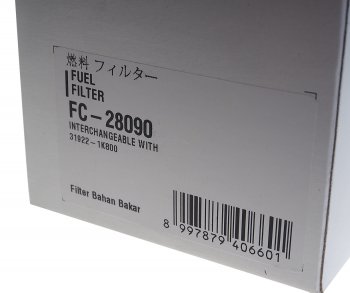 燃料 フィルター
FUEL
FILTER
FC-28090
INTERCHANGEABLE WITH
31922-1K800
Filter Bahan Bakar
8 997879 406601